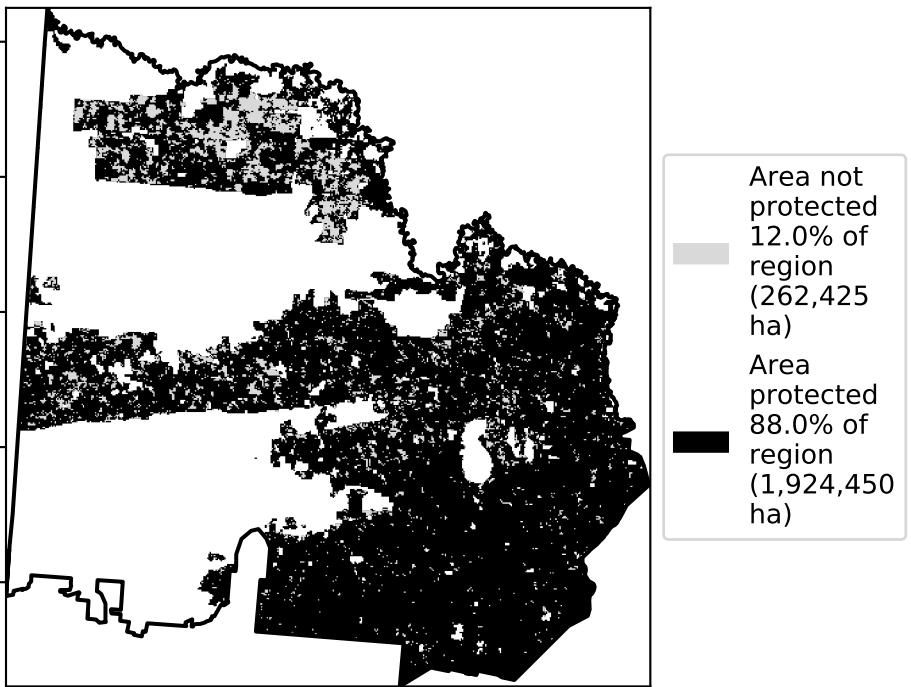 Area not
protected
12.0% of
region
(262,425
ha)
Area
protected
88.0% of
region
(1,924,450
ha)